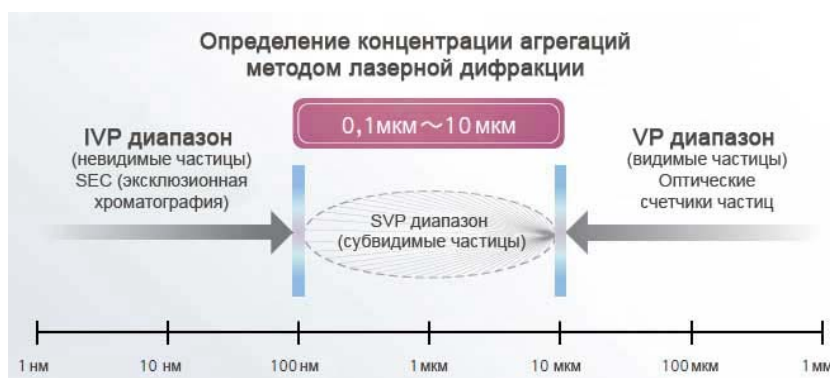 Определение концентрации агрегаций
методом лазерной дифракции
0,1мкм～10 мкм
IVP диапазон
(невидимые частицы)
SEC (эксклюзионная
хроматография)
SVP диапазон
(субвидимые частицы)
VP диапазон
(видимые частицы)
Оптические
счетчики частиц
1 нм 10 нм 100 нм 1 мкм 10 мкм 100 мкм 1 мм